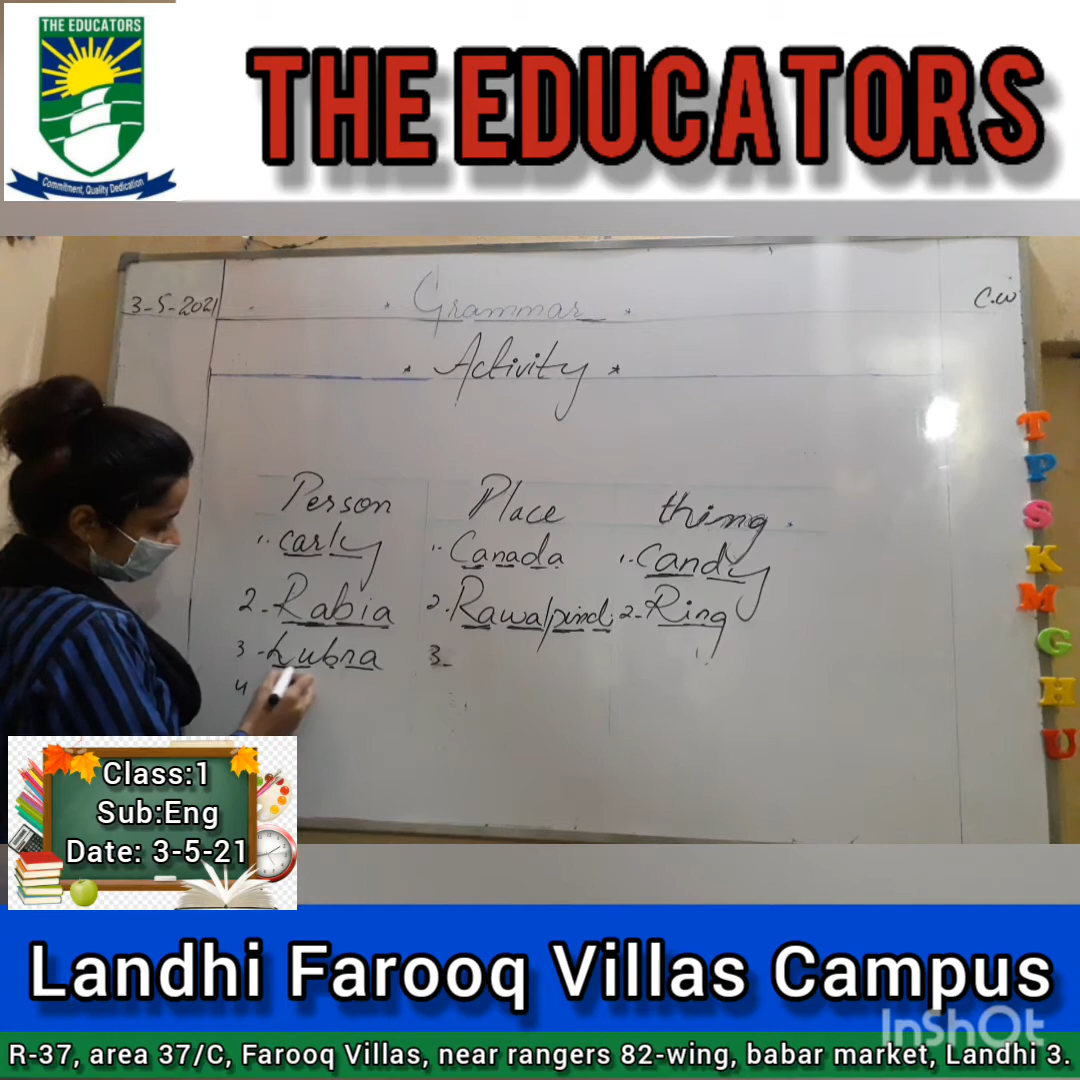 THE EDUCATORS
Commitment, Quality Dedication
THE EDUCATORS
3-5-2021
Grammar
C.W
Activity
Person Place thing
1. carly 1. Canada 1. Candy
2. Rabia 2. Rawalpindi 2. Ring
3. Kubra 3.
4
T
P
S
K
M
G
H
U
Class:1
Sub:Eng
Date: 3-5-21
Landhi Farooq Villas Campus
InShOt
R-37, area 37/C, Farooq Villas, near rangers 82-wing, babar market, Landhi 3.